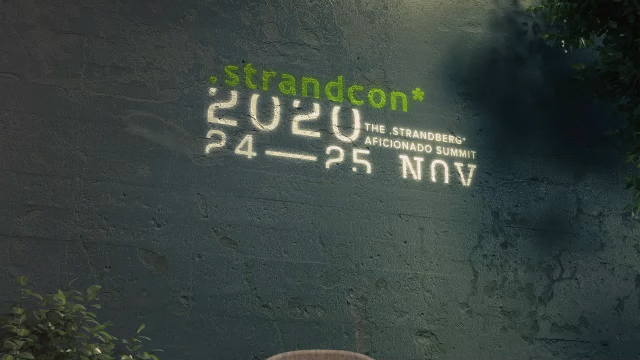 .strandcon*
2020
THE .STRANDBERG*
AFICIONADO SUMMIT
24—25 NOV